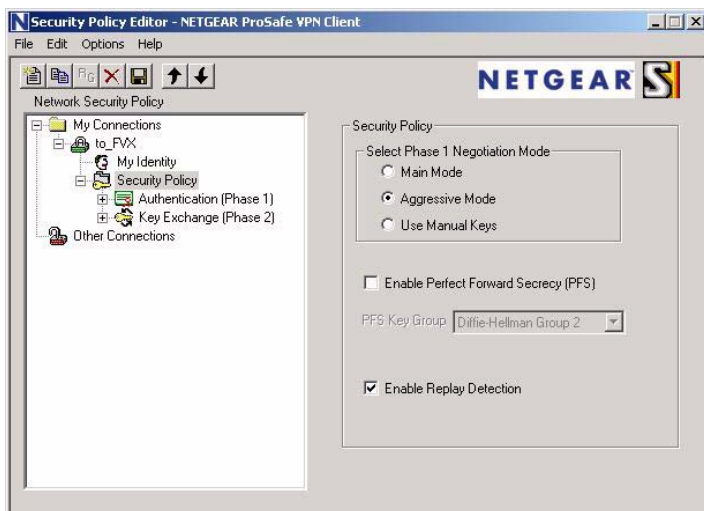 Security Policy Editor - NETGEAR ProSafe VPN Client
File Edit Options Help
Network Security Policy
NETGEAR
My Connections
to_FVX
My Identity
Security Policy
Authentication (Phase 1)
Key Exchange (Phase 2)
Other Connections
Security Policy
Select Phase 1 Negotiation Mode
Main Mode
Aggressive Mode
Use Manual Keys
Enable Perfect Forward Secrecy (PFS)
PFS Key Group Diffie-Hellman Group 2
Enable Replay Detection